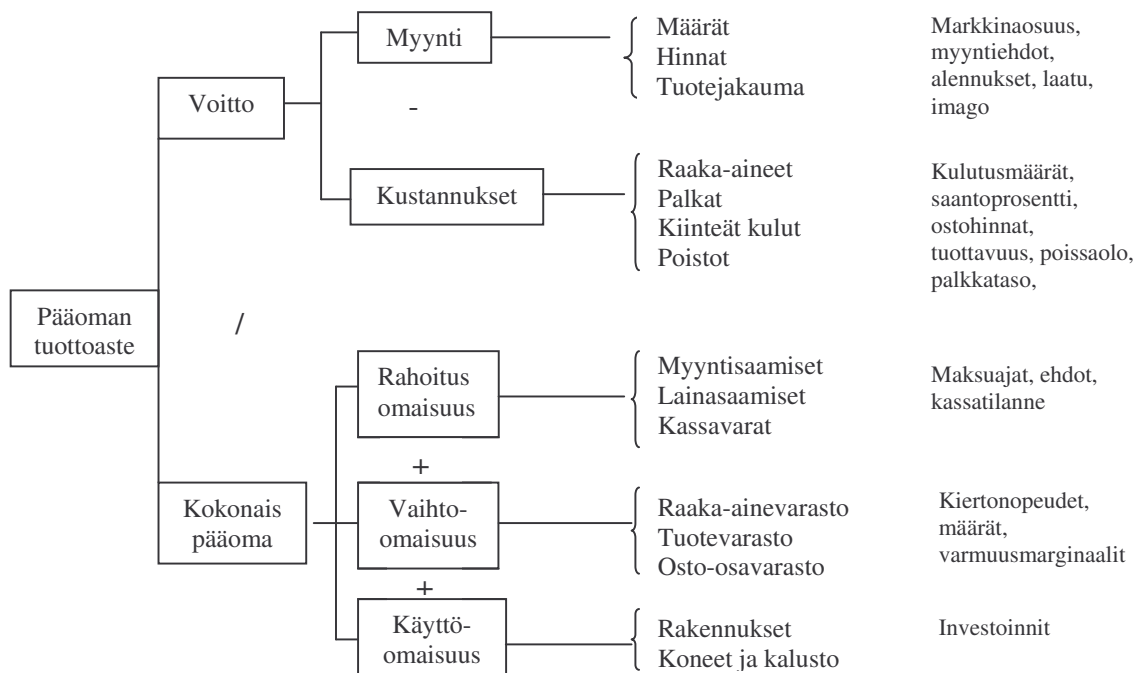 Myynti
Määrät
Hinnat
Tuotejakauma
Markkinaosuus,
myyntiehdot,
alennukset, laatu,
imago
Voitto
-
Kustannukset
Raaka-aineet
Palkat
Kiinteät kulut
Poistot
Kulutusmäärät,
saantoprosentti,
ostohinnat,
tuottavuus, poissaolo,
palkkataso,
Pääoman
tuottoaste
/
Rahoitus
omaisuus
Myyntisaamiset
Lainasaamiset
Kassavarat
Maksuajat, ehdot,
kassatilanne
+
Kokonais
pääoma
Vaihto-
omaisuus
Raaka-ainevarasto
Tuotevarasto
Osto-osavarasto
Kiertonopeudet,
määrät,
varmuusmarginaalit
+
Käyttö-
omaisuus
Rakennukset
Koneet ja kalusto
Investoinnit